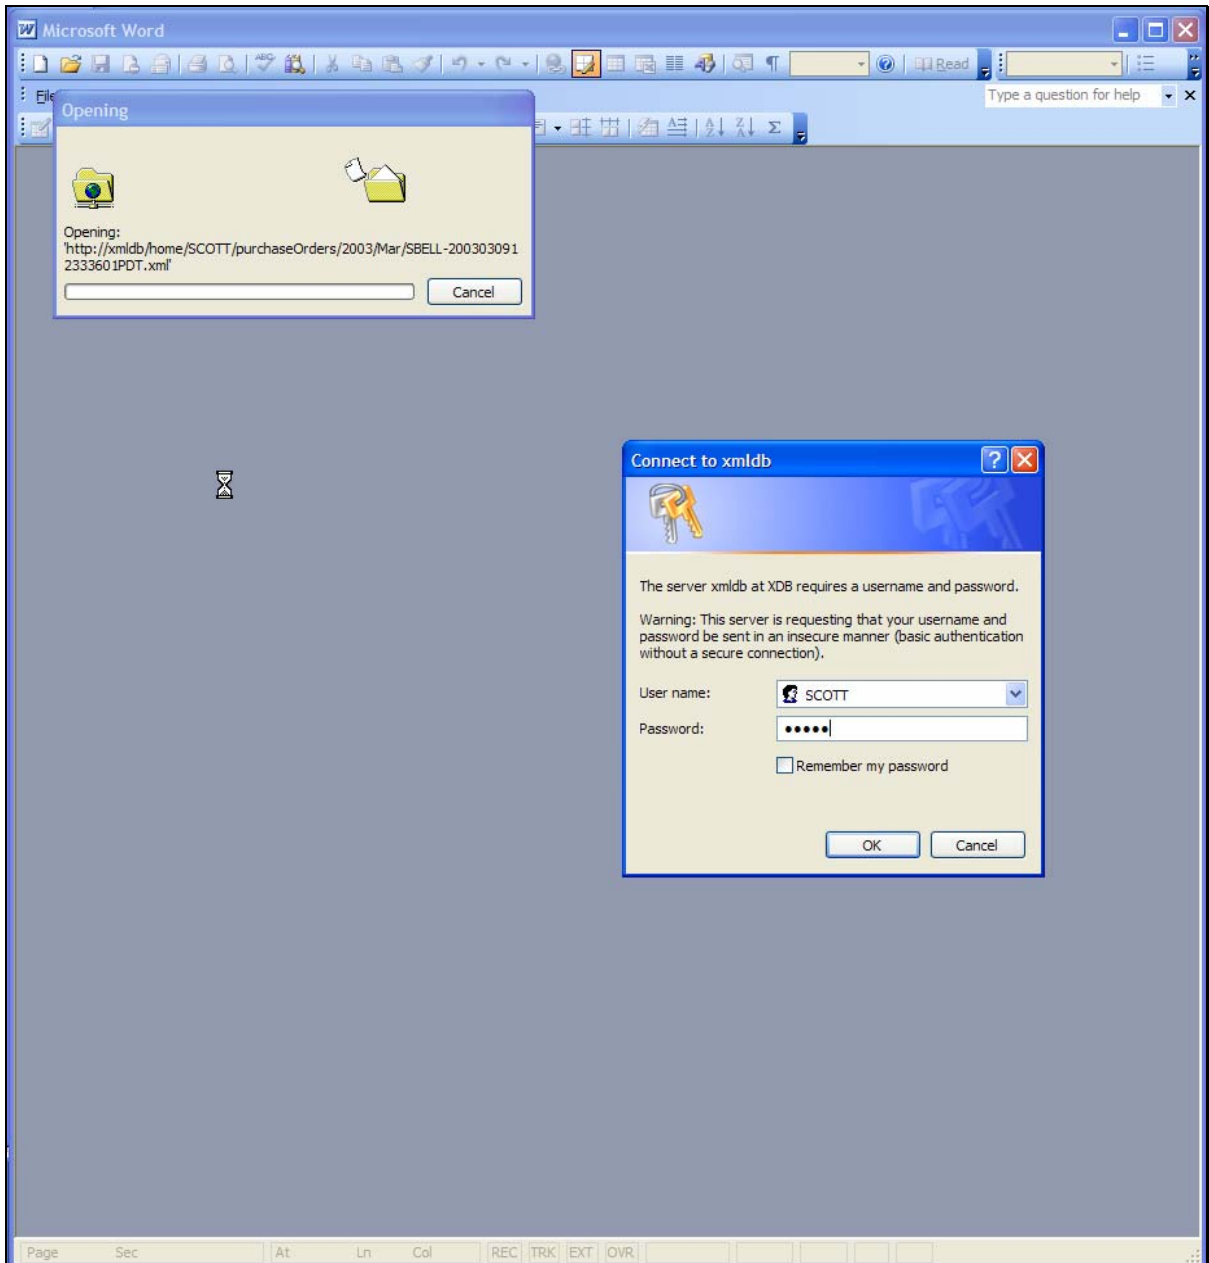 Microsoft Word
Read
File
Type a question for help
Opening
Opening:
'http://xmldb/home/SCOTT/purchaseOrders/2003/Mar/SBELL-200303091
2333601PDT.xml'
Cancel
Connect to xmldb
The server xmldb at XDB requires a username and password.
Warning: This server is requesting that your username and
password be sent in an insecure manner (basic authentication
without a secure connection).
User name:
SCOTT
Password:
•••••
Remember my password
OK
Cancel
Page Sec At Ln Col REC TRK EXT OVR